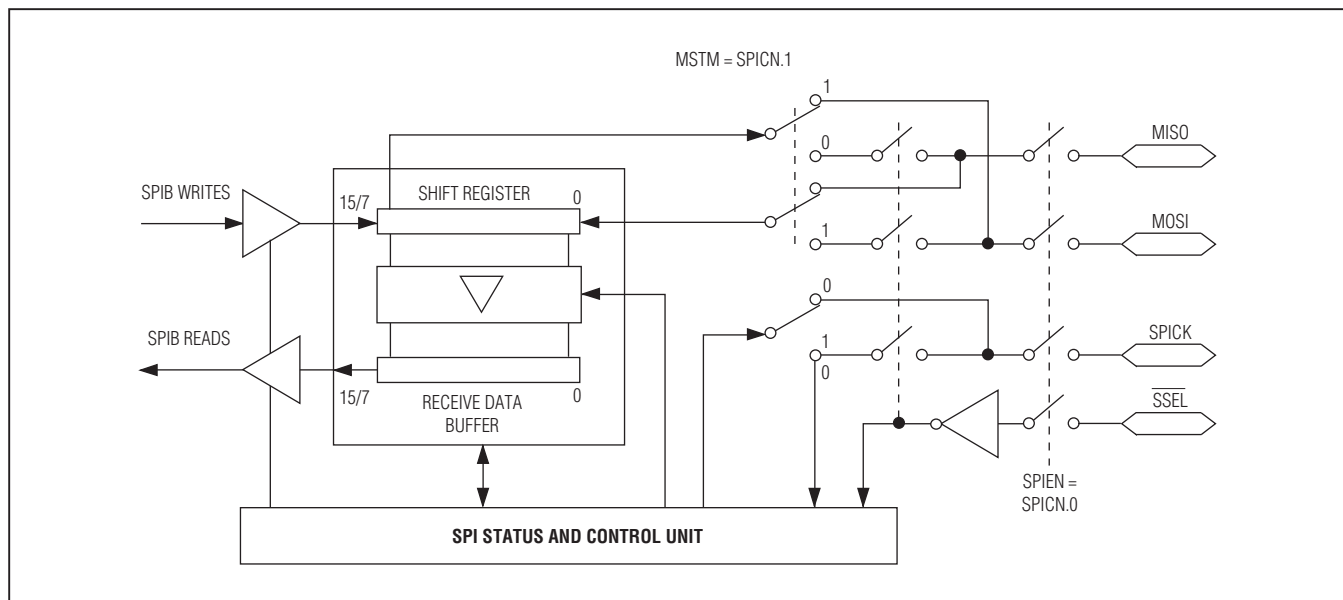 MSTM = SPICN.1
1
MISO
0
SPIB WRITES
15/7
SHIFT REGISTER
0
MOSI
1
0
SPICK
SPIB READS
1
0
15/7
RECEIVE DATA
BUFFER
0
SSEL
SPIEN =
SPICN.0
SPI STATUS AND CONTROL UNIT